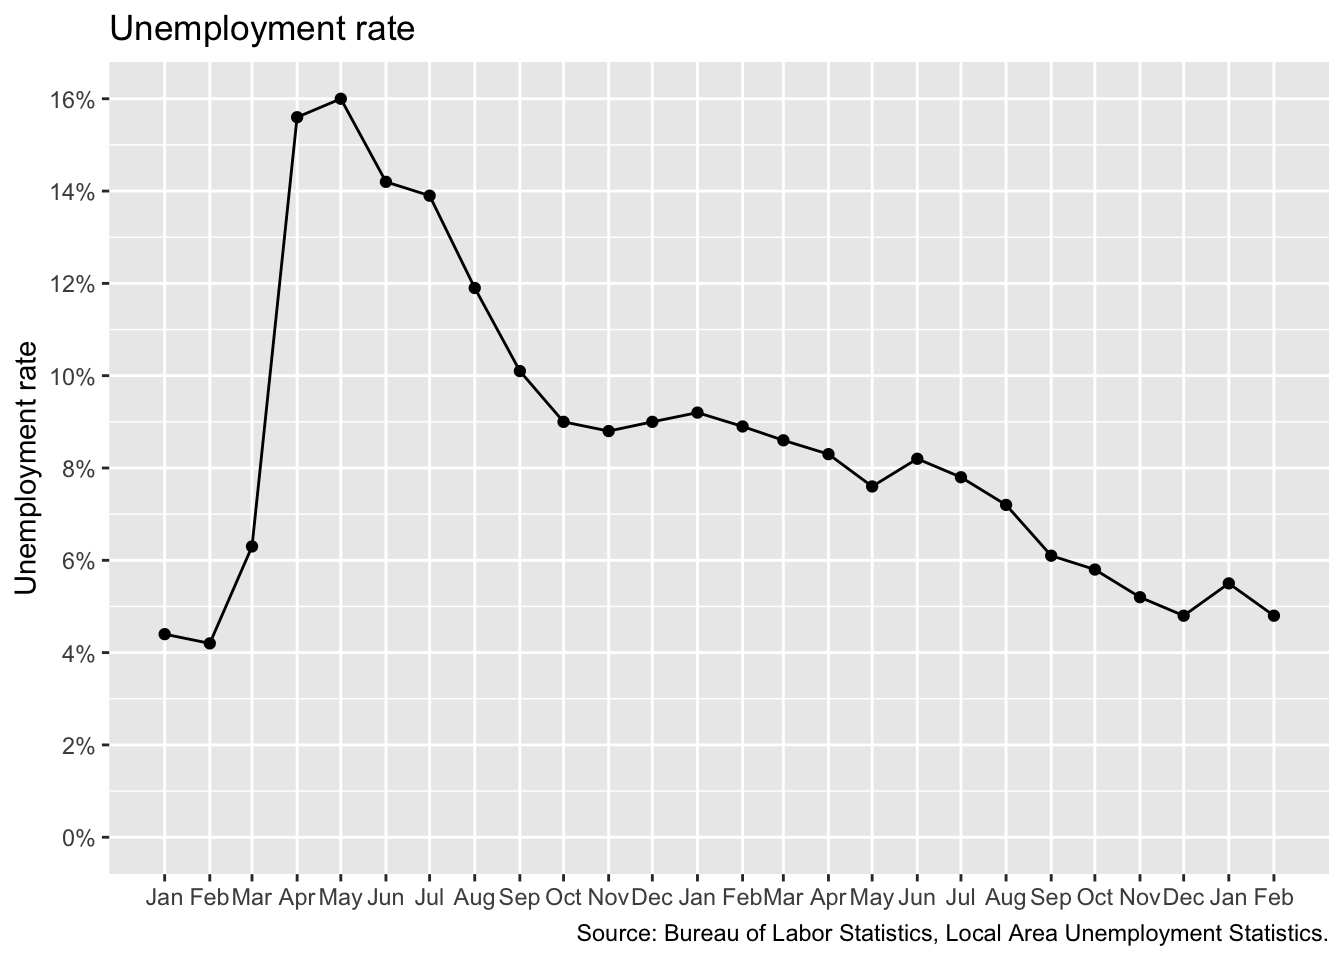 Unemployment rate
Unemployment rate
16%
14%
12%
10%
8%
6%
4%
2%
0%
Jan Feb Mar Apr May Jun Jul Aug Sep Oct Nov Dec Jan Feb Mar Apr May Jun Jul Aug Sep Oct Nov Dec Jan Feb
Source: Bureau of Labor Statistics, Local Area Unemployment Statistics.